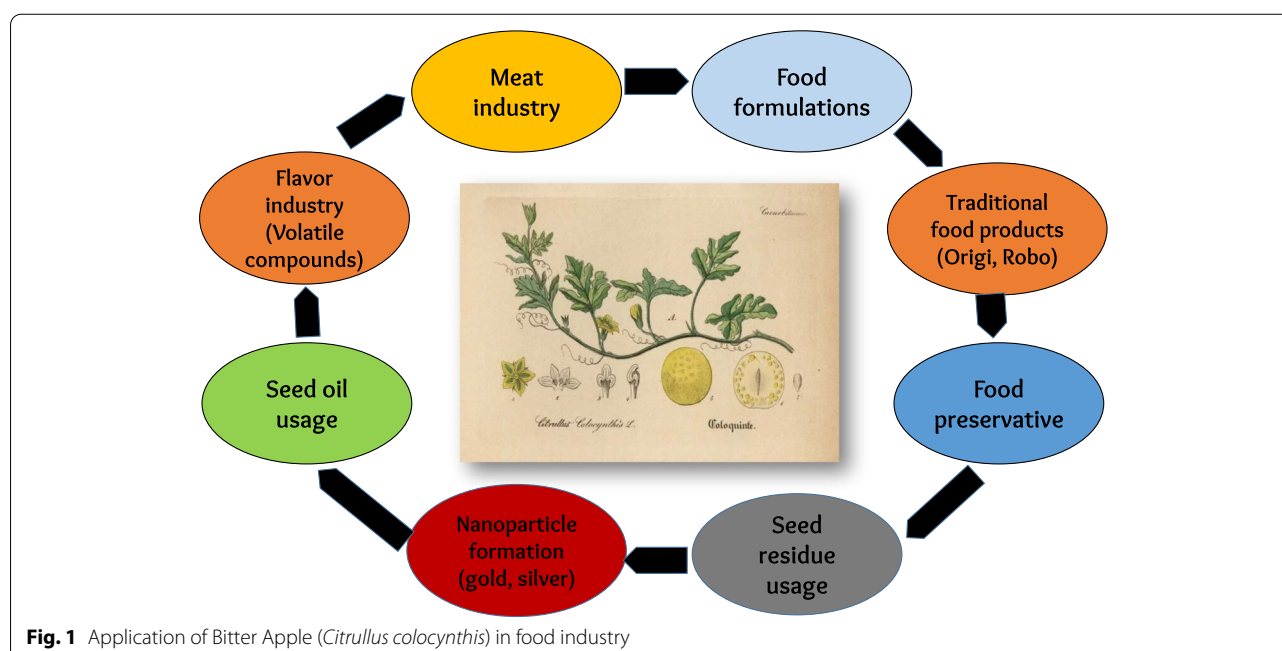 Meat
industry
Food
formulations
Traditional
food products
(Origi, Robo)
Food
preservative
Seed
residue
usage
Nanoparticle
formation
(gold, silver)
Seed oil
usage
Flavor
industry
(Volatile
compounds)
Citrullus Colocynthis L.
Coloquinte.
Fig. 1 Application of Bitter Apple (Citrullus colocynthis) in food industry